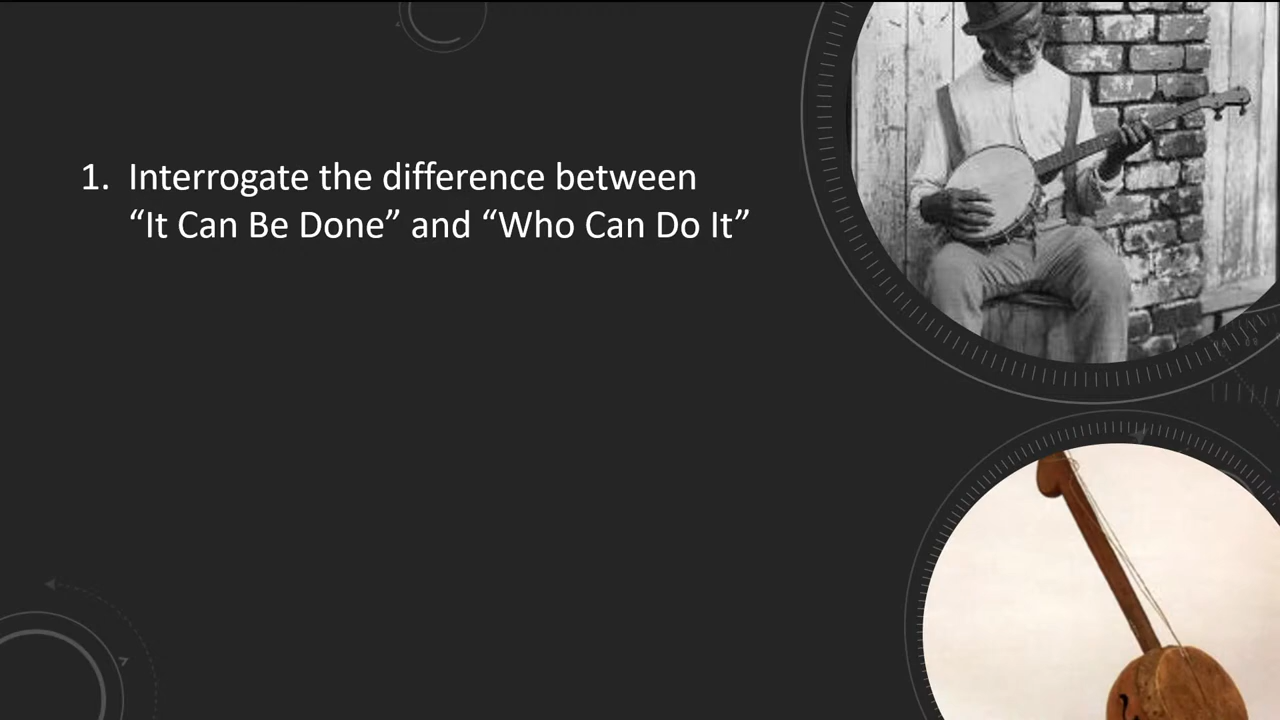 1. Interrogate the difference between
“It Can Be Done” and “Who Can Do It”